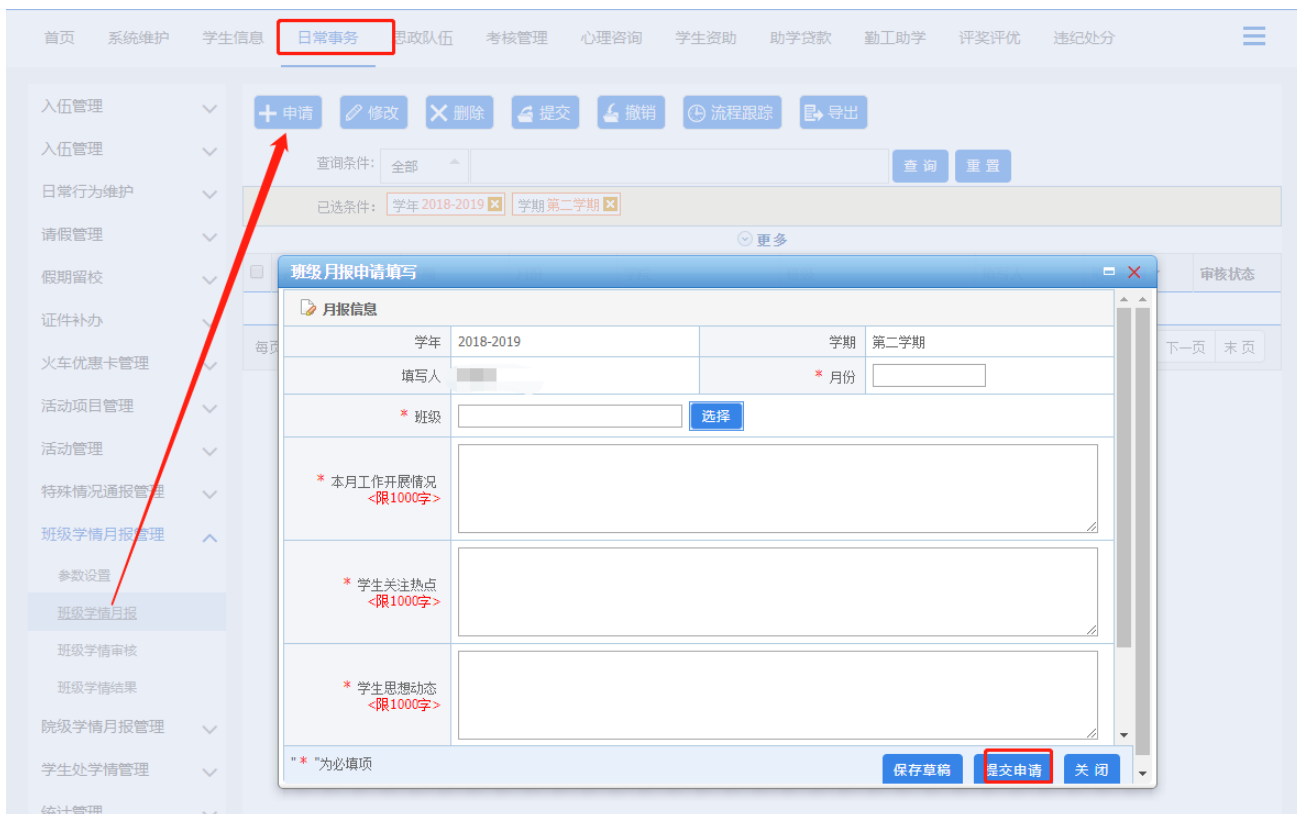 首页 系统维护 学生信息 日常事务 思政队伍 考核管理 心理咨询 学生资助 助学贷款 勤工助学 评奖评优 违纪处分
入伍管理
入伍管理
日常行为维护
请假管理
假期留校
证件补办
火车优惠卡管理
活动项目管理
活动管理
特殊情况通报管理
班级学情月报管理
参数设置
班级学情月报
班级学情审核
班级学情结果
院级学情月报管理
学生处学情管理
统计管理
申请 修改 删除 提交 撤销 流程跟踪 导出
查询条件: 全部 查 询 重 置
已选条件: 学年 2018-2019 学期 第二学期
更多
审核状态
每页
下一页 末 页
班级月报申请填写
月报信息
学年 2018-2019 学期 第二学期
填写人 * 月份
* 班级 选择
* 本月工作开展情况
<限1000字>
* 学生关注热点
<限1000字>
* 学生思想动态
<限1000字>
"* "为必填项 保存草稿 提交申请 关 闭